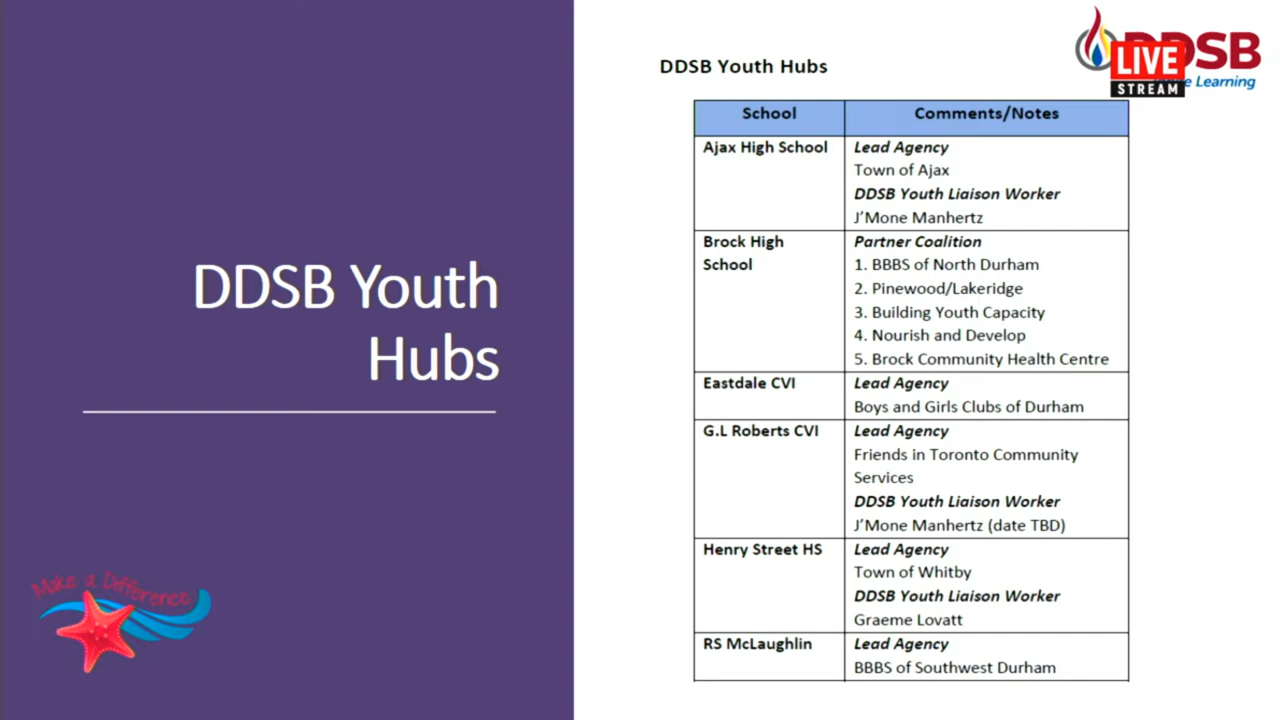 DDSB Youth
Hubs
Make a Difference
DDSB Youth Hubs
DDSB
LIVE
STREAM
Learning
School Comments/Notes
Ajax High School Lead Agency
Town of Ajax
DDSB Youth Liaison Worker
J'Mone Manhertz
Brock High Partner Coalition
School 1. BBBS of North Durham
2. Pinewood/Lakeridge
3. Building Youth Capacity
4. Nourish and Develop
5. Brock Community Health Centre
Eastdale CVI Lead Agency
Boys and Girls Clubs of Durham
G.L Roberts CVI Lead Agency
Friends in Toronto Community
Services
DDSB Youth Liaison Worker
J'Mone Manhertz (date TBD)
Henry Street HS Lead Agency
Town of Whitby
DDSB Youth Liaison Worker
Graeme Lovatt
RS McLaughlin Lead Agency
BBBS of Southwest Durham